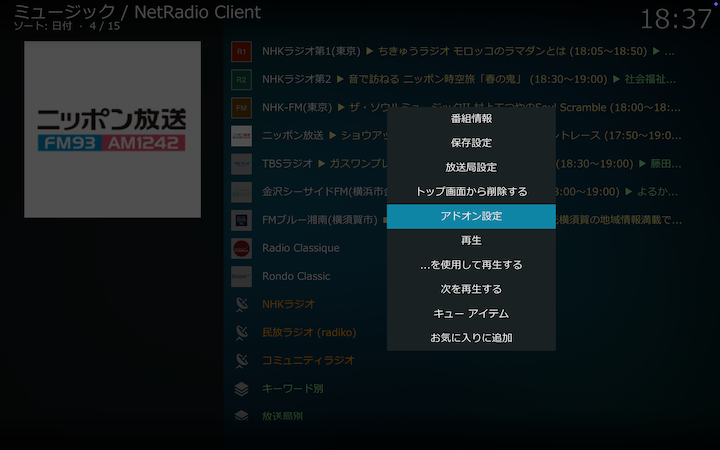 ミュージック / NetRadio Client
ソート: 日付 · 4 / 15
18:37
ニッポン放送
FM93 AM1242
R1 NHKラジオ第1(東京) ▶ ちきゅうラジオ モロッコのラマダンとは (18:05〜18:50) ▶ ...
R2 NHKラジオ第2 ▶ 音で訪ねる ニッポン時空旅「春の鬼」 (18:30〜19:00) ▶ 社会福祉...
FM NHK-FM(東京) ▶ ザ・ソウルミュージックII 村上てつやのSoul Scramble (18:00〜18:...
ニッポン放送 ▶ ショウアッ ントレース (17:50〜19:0...
TBSラジオ ▶ ガスワンプレ (18:30〜19:00) ▶ 藤田...
金沢シーサイドFM(横浜市金 8:00〜19:00) ▶ よるか...
FMブルー湘南(横須賀市) 横須賀の地域情報満載で...
Radio Classique
Rondo Classic
NHKラジオ
民放ラジオ (radiko)
コミュニティラジオ
キーワード別
放送局別
番組情報
保存設定
放送局設定
トップ画面から削除する
アドオン設定
再生
...を使用して再生する
次を再生する
キュー アイテム
お気に入りに追加